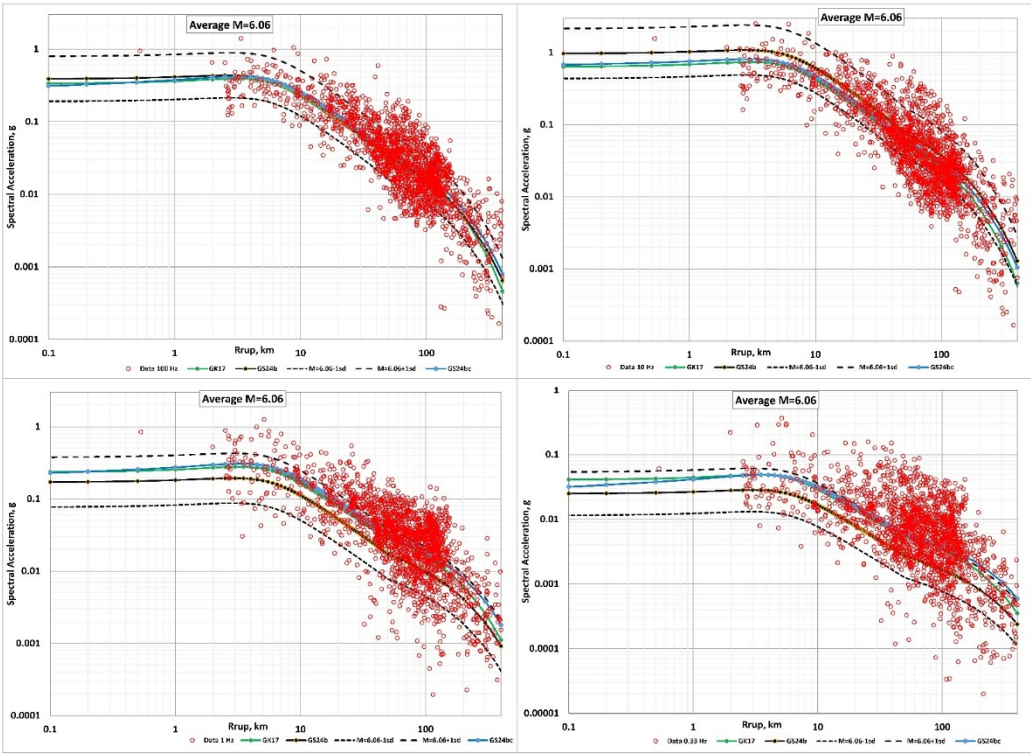 Average M=6.06
Spectral Acceleration, g
1
0.1
0.01
0.001
0.0001
0.1
1
10
100
Rrup, km
Data 100 Hz
GK17
GS24b
M=6.06-1sd
M=6.06+1sd
GS24bc
Average M=6.06
Spectral Acceleration, g
1
0.1
0.01
0.001
0.0001
0.1
1
10
100
Rrup, km
Data 10 Hz
GK17
GS24b
M=6.06-1sd
M=6.06+1sd
GS24bc
Average M=6.06
Spectral Acceleration, g
1
0.1
0.01
0.001
0.0001
0.1
1
10
100
Rrup, km
Data 1 Hz
GK17
GS24b
M=6.06-1sd
M=6.06+1sd
GS24bc
Average M=6.06
Spectral Acceleration, g
1
0.1
0.01
0.001
0.0001
0.00001
0.1
1
10
100
Rrup, km
Data 0.33 Hz
GK17
GS24b
M=6.06-1sd
M=6.06+1sd
GS24bc